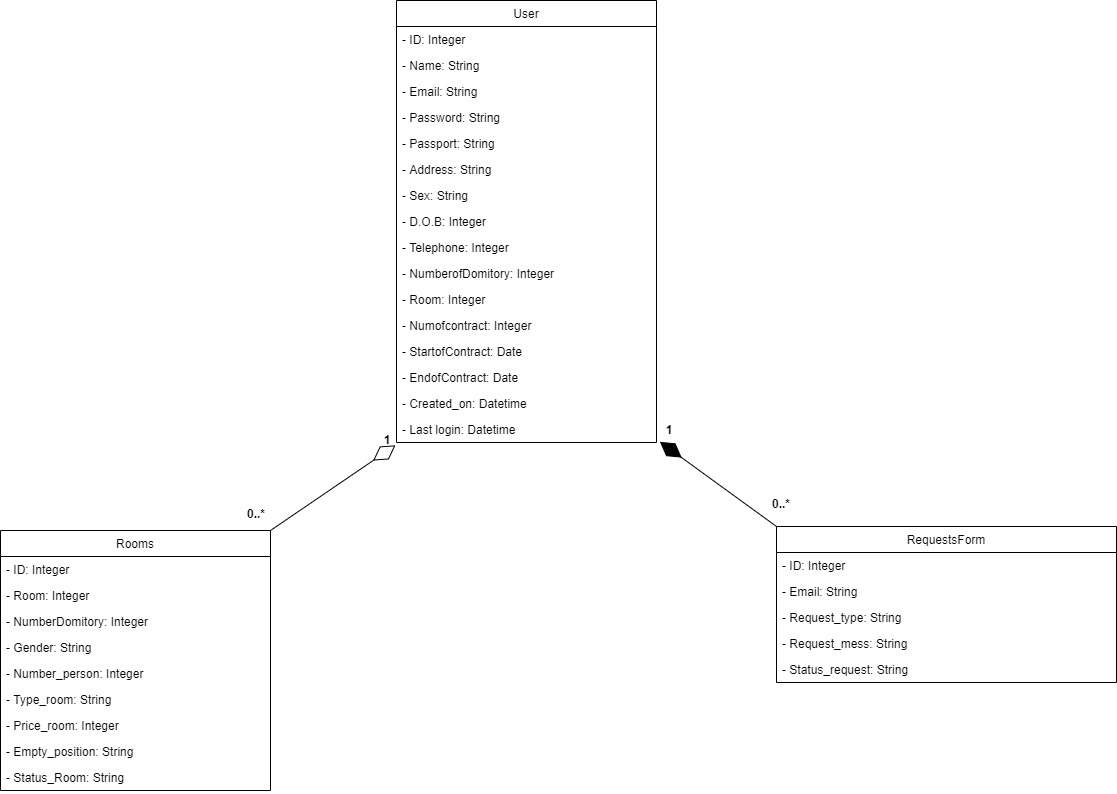 User
- ID: Integer
- Name: String
- Email: String
- Password: String
- Passport: String
- Address: String
- Sex: String
- D.O.B: Integer
- Telephone: Integer
- NumberofDomitory: Integer
- Room: Integer
- Numofcontract: Integer
- StartofContract: Date
- EndofContract: Date
- Created_on: Datetime
- Last login: Datetime
1
1
0..*
0..*
Rooms
- ID: Integer
- Room: Integer
- NumberDomitory: Integer
- Gender: String
- Number_person: Integer
- Type_room: String
- Price_room: Integer
- Empty_position: String
- Status_Room: String
RequestsForm
- ID: Integer
- Email: String
- Request_type: String
- Request_mess: String
- Status_request: String